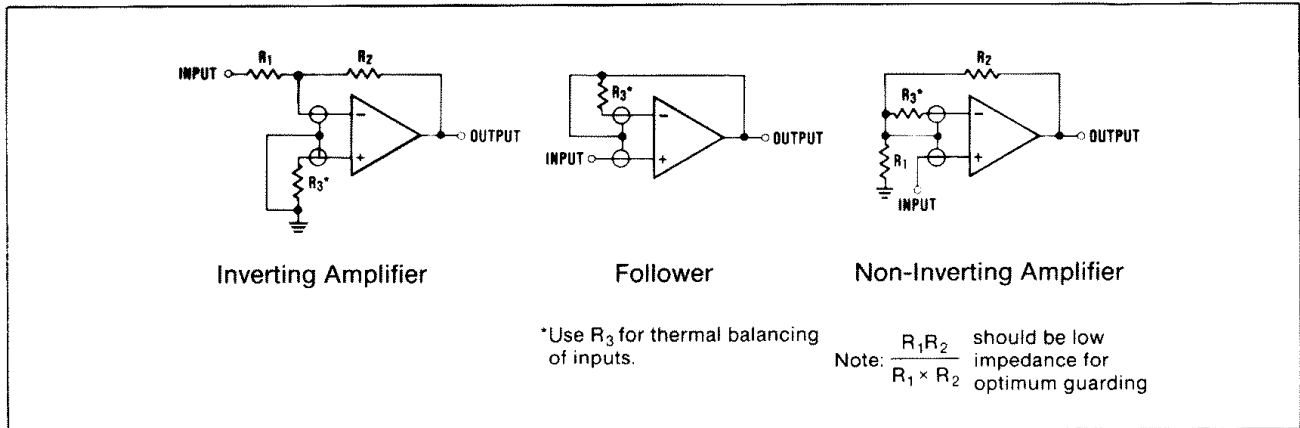 R1
R2
INPUT
−
+
OUTPUT
R3*
Inverting Amplifier
R3*
−
INPUT
+
OUTPUT
Follower
R2
R3*
−
+
OUTPUT
R1
INPUT
Non-Inverting Amplifier
*Use R3 for thermal balancing
of inputs.
Note: R1R2 / R1 × R2 should be low
impedance for
optimum guarding